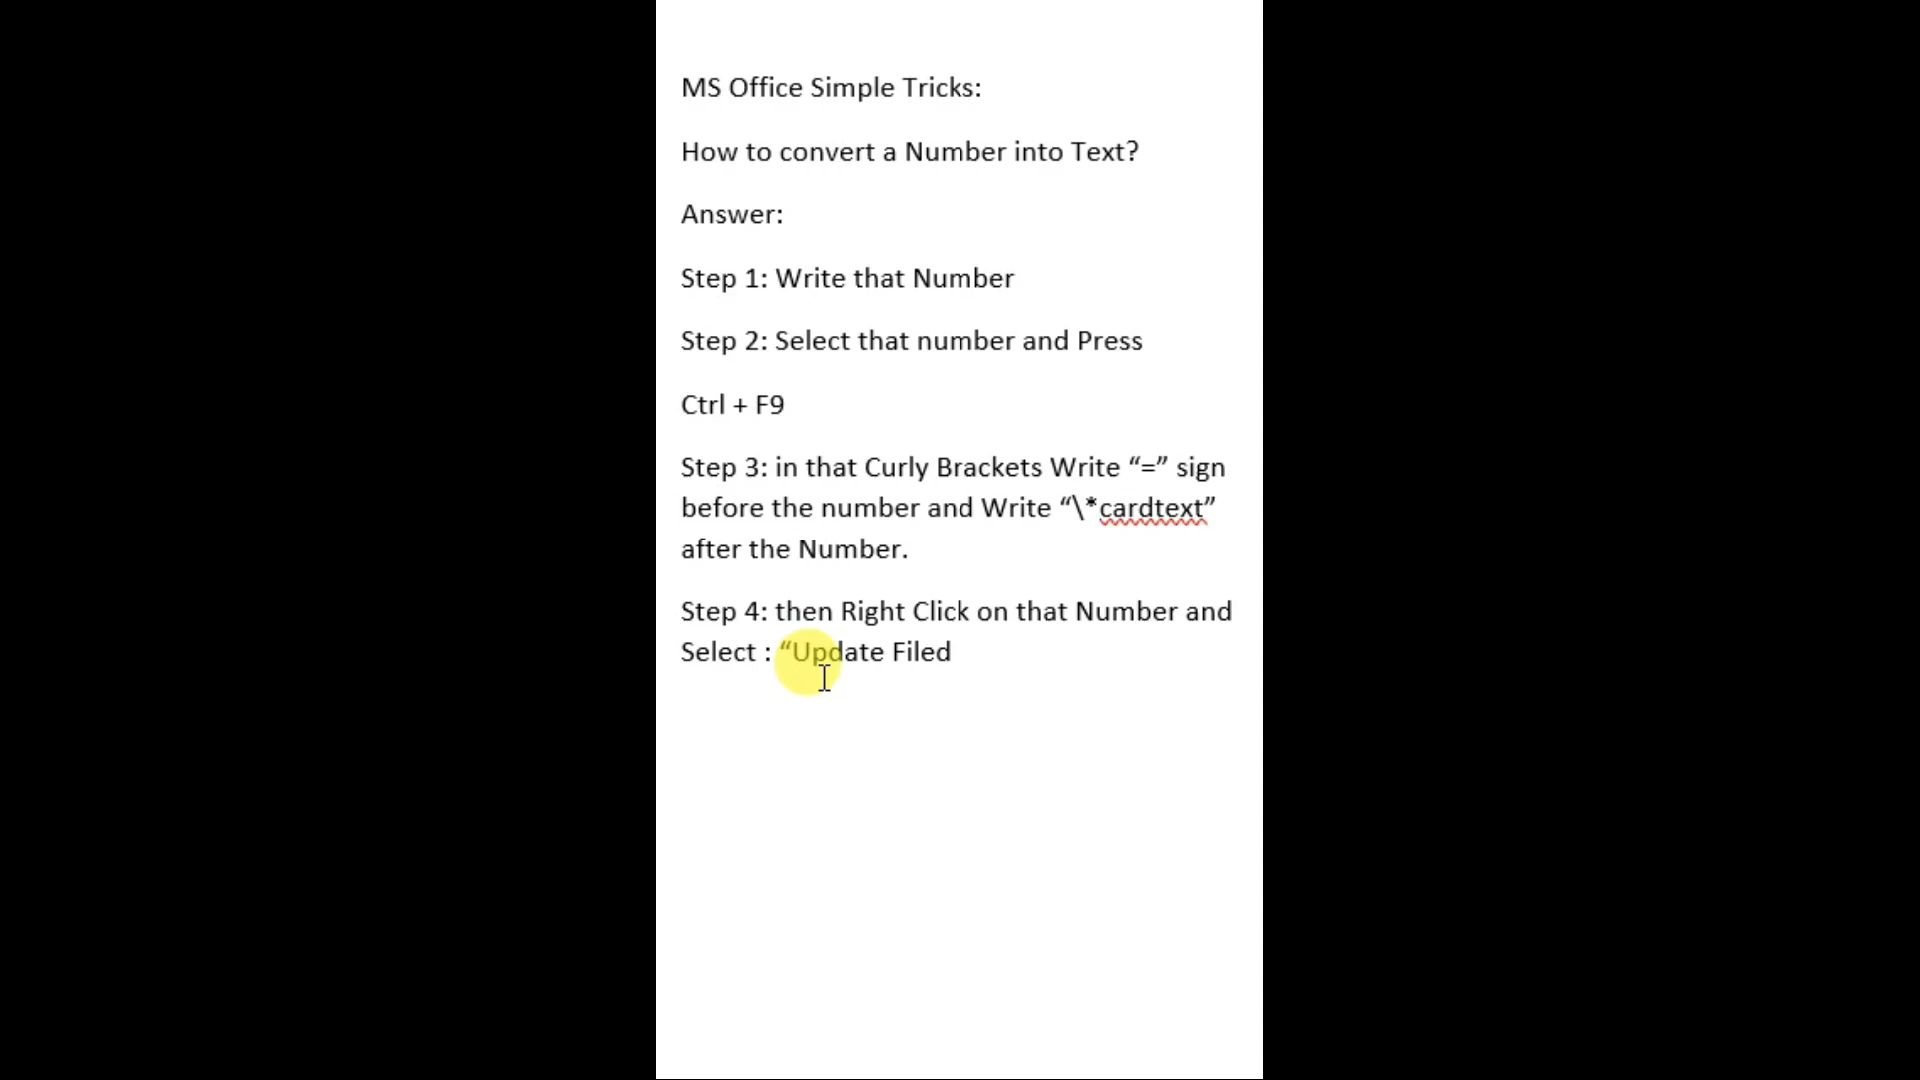 MS Office Simple Tricks:
How to convert a Number into Text?
Answer:
Step 1: Write that Number
Step 2: Select that number and Press
Ctrl + F9
Step 3: in that Curly Brackets Write “=” sign
before the number and Write “\*cardtext”
after the Number.
Step 4: then Right Click on that Number and
Select : “Update Filed